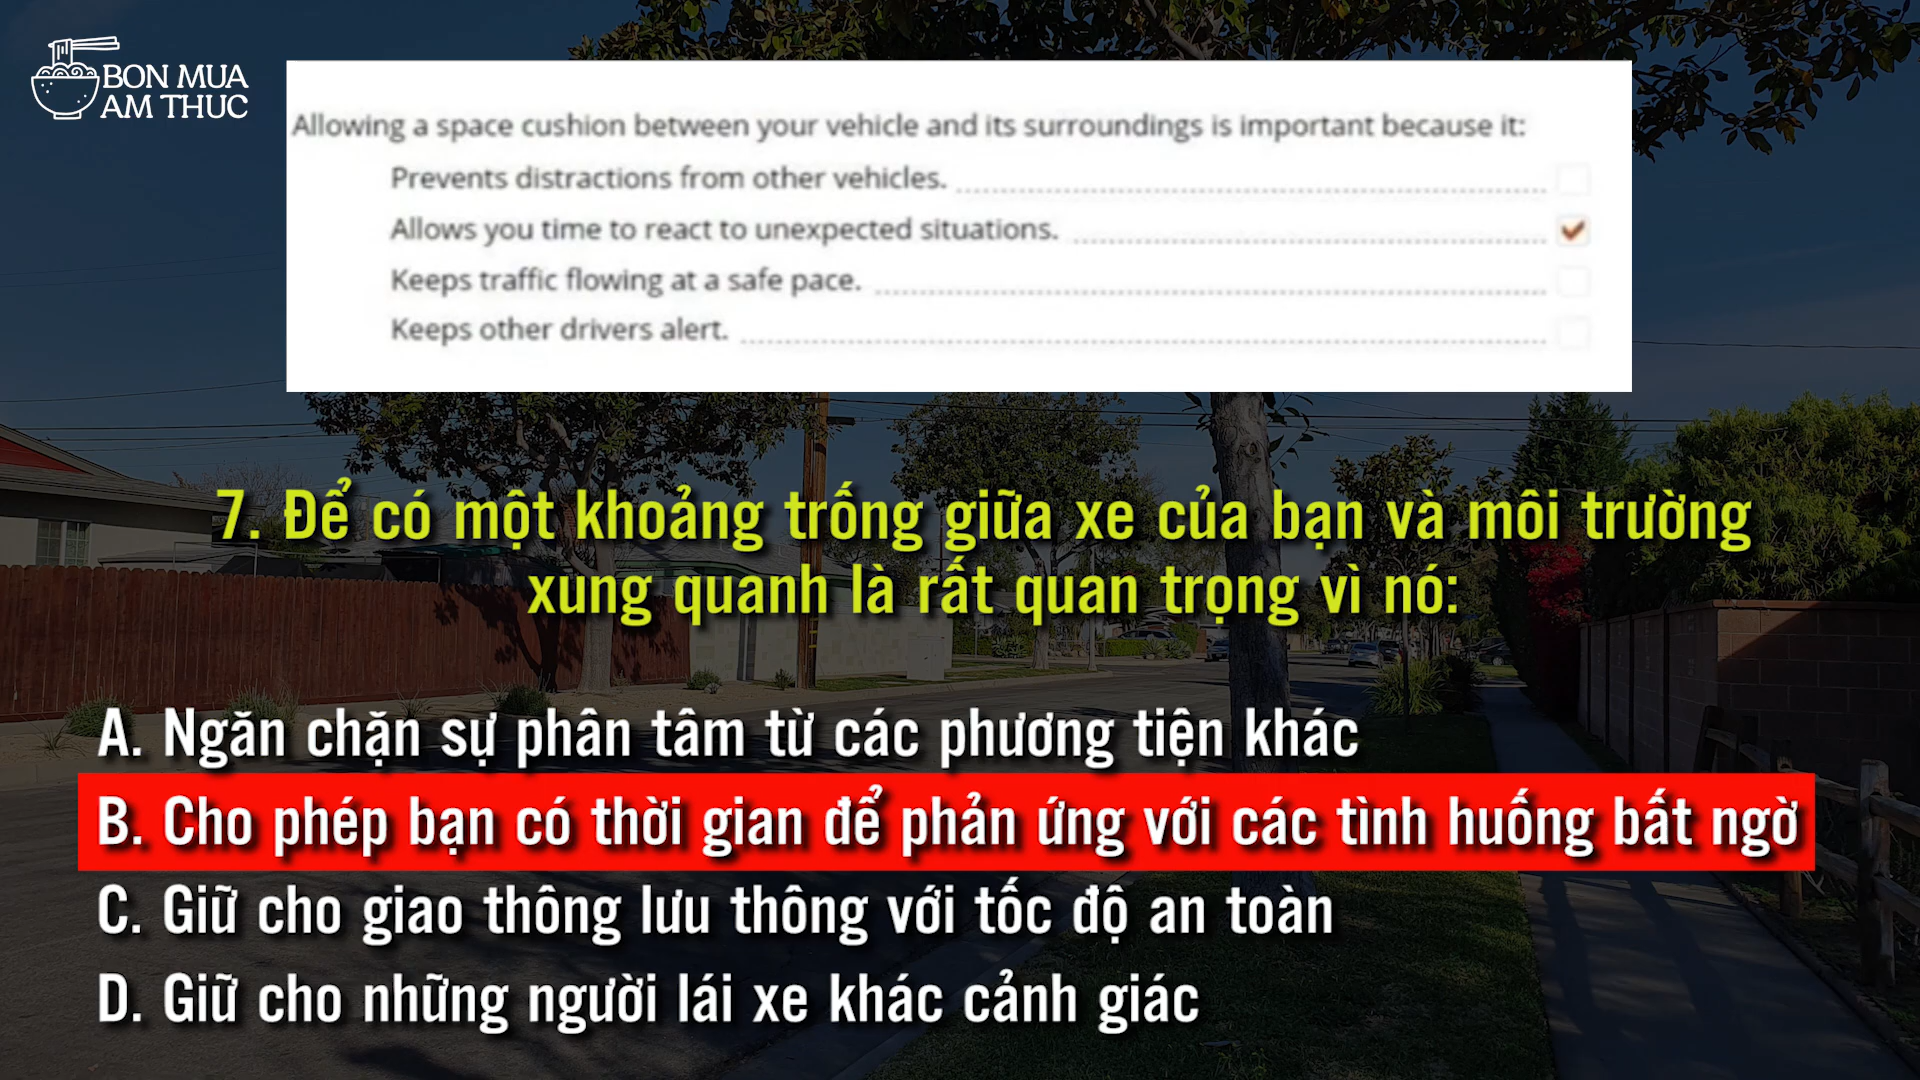 BON MUA
AM THUC
Allowing a space cushion between your vehicle and its surroundings is important because it:
Prevents distractions from other vehicles.
Allows you time to react to unexpected situations.
Keeps traffic flowing at a safe pace.
Keeps other drivers alert.
7. Để có một khoảng trống giữa xe của bạn và môi trường
xung quanh là rất quan trọng vì nó:
A. Ngăn chặn sự phân tâm từ các phương tiện khác
B. Cho phép bạn có thời gian để phản ứng với các tình huống bất ngờ
C. Giữ cho giao thông lưu thông với tốc độ an toàn
D. Giữ cho những người lái xe khác cảnh giác